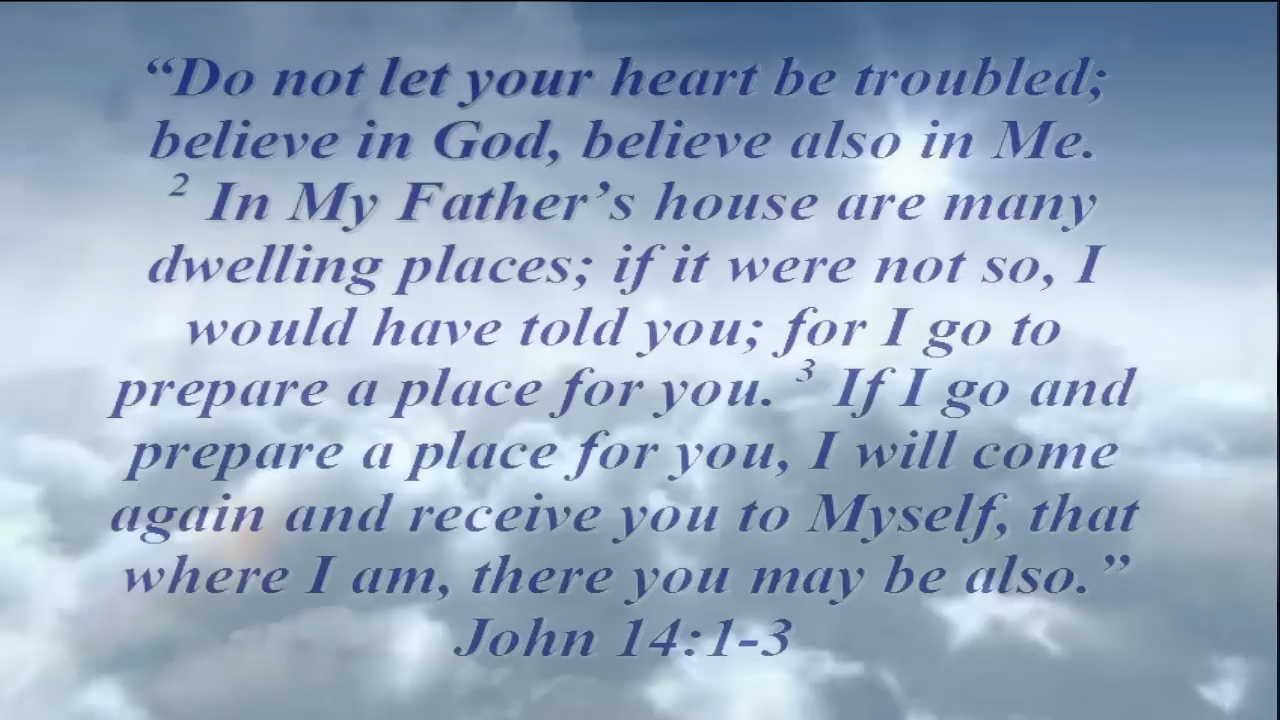 “Do not let your heart be troubled;
believe in God, believe also in Me.
2 In My Father’s house are many
dwelling places; if it were not so, I
would have told you; for I go to
prepare a place for you. 3 If I go and
prepare a place for you, I will come
again and receive you to Myself, that
where I am, there you may be also.”
John 14:1-3